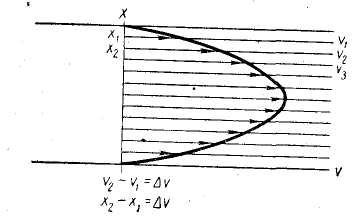 X
X₁
X₂
V₁
V₂
V₃
V
V₂ − V₁ = ΔV
X₂ − X₁ = ΔV